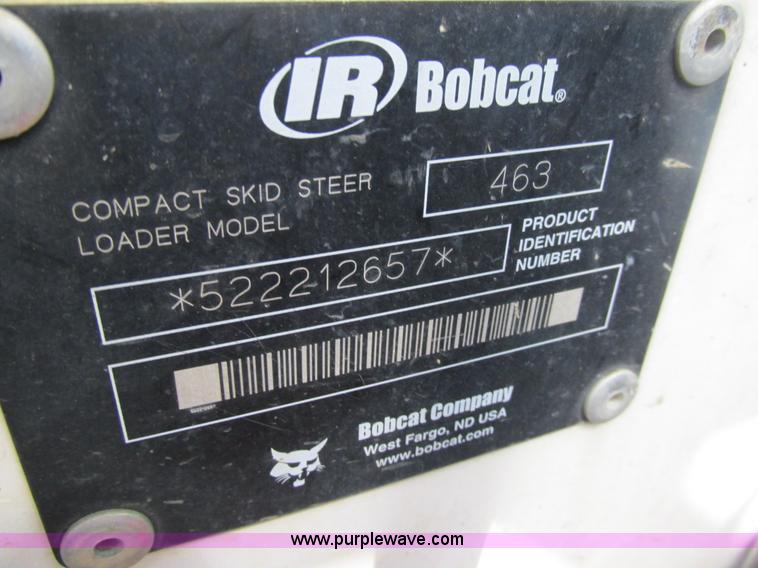 IR Bobcat®
COMPACT SKID STEER
LOADER MODEL
463
*522212657*
PRODUCT
IDENTIFICATION
NUMBER
Bobcat Company
West Fargo, ND USA
www.bobcat.com
www.purplewave.com